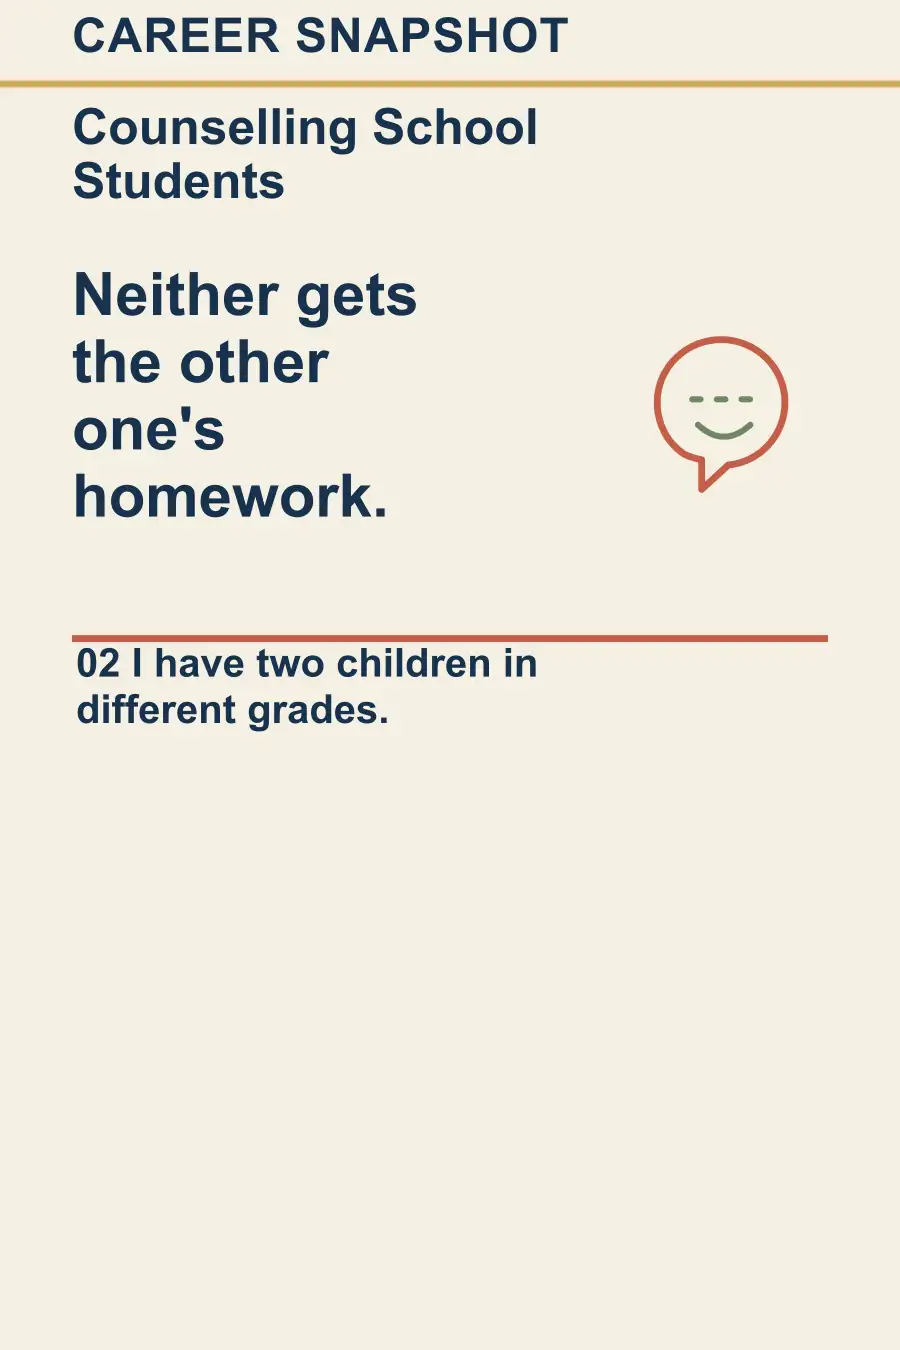 CAREER SNAPSHOT
Counselling School
Students
Neither gets
the other
one's
homework.
02 I have two children in
different grades.